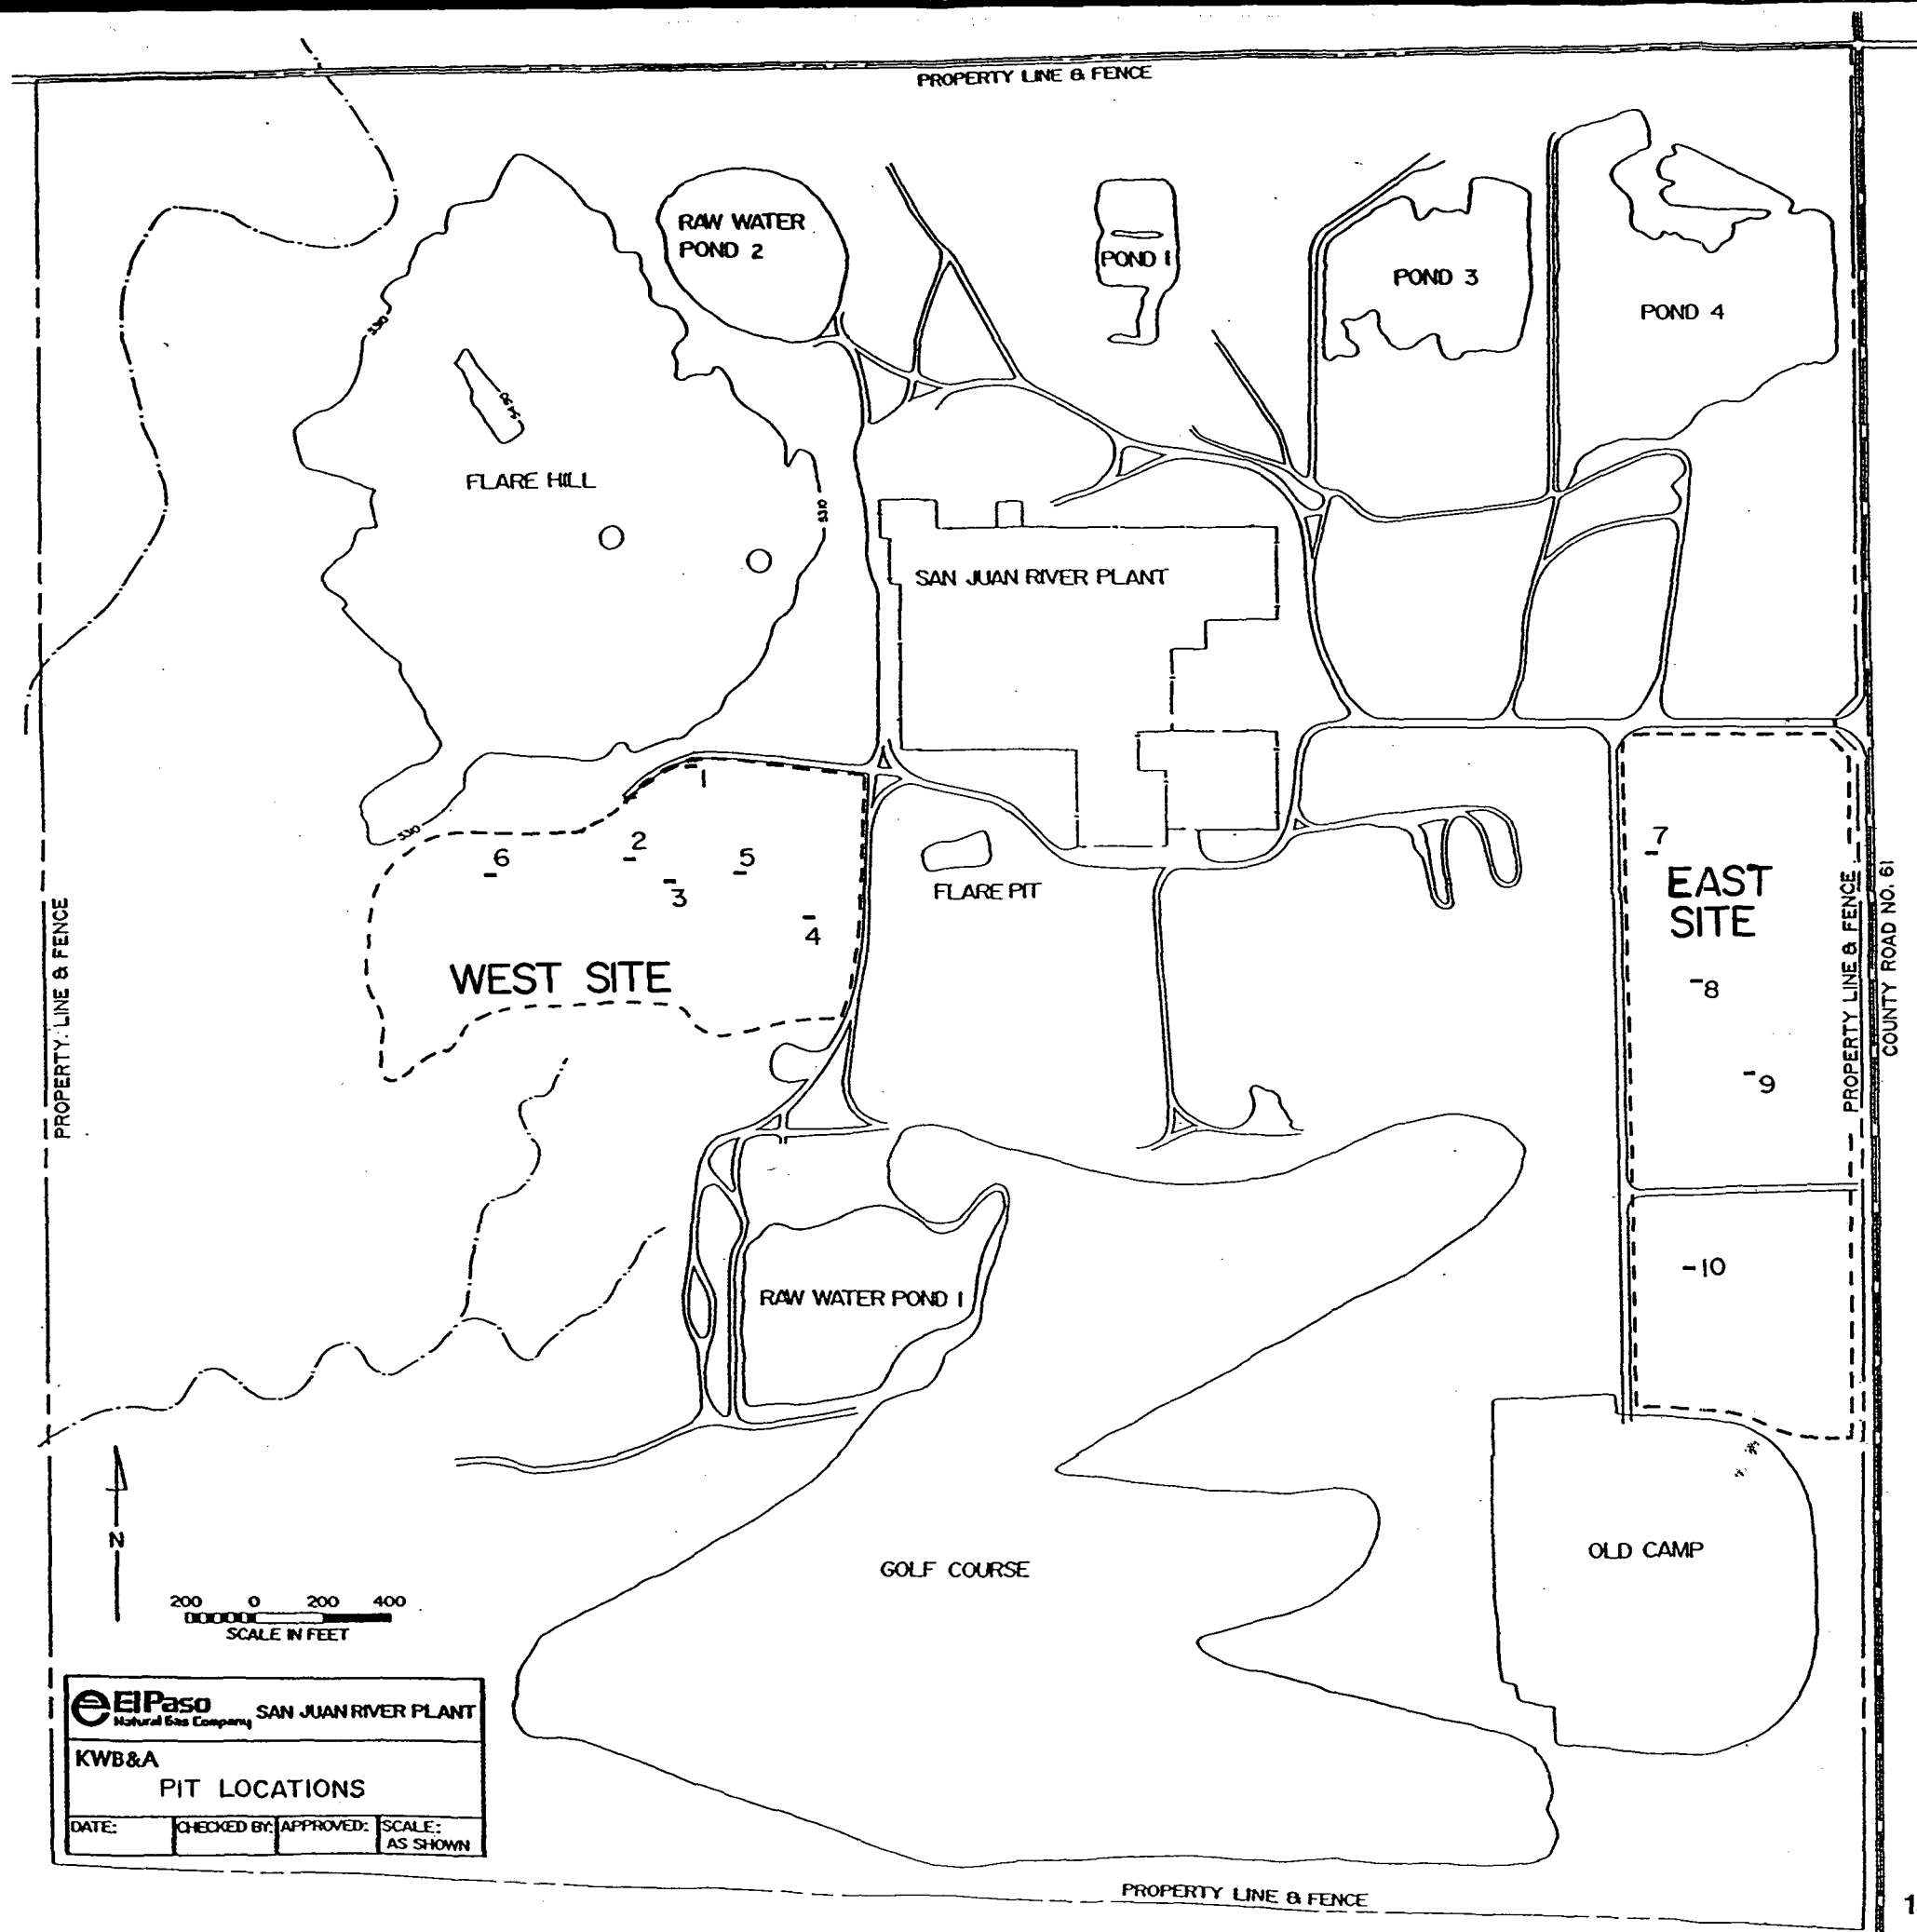 PROPERTY LINE & FENCE
RAW WATER
POND 2
POND 1
POND 3
POND 4
5310
FLARE HILL
5310
SAN JUAN RIVER PLANT
1
2
3
4
5
6
5310
WEST SITE
FLARE PIT
7
EAST
SITE
8
9
10
PROPERTY LINE & FENCE
PROPERTY LINE & FENCE
COUNTY ROAD NO. 61
RAW WATER POND 1
GOLF COURSE
OLD CAMP
N
200 0 200 400
SCALE IN FEET
El Paso
Natural Gas Company
SAN JUAN RIVER PLANT
KWB&A
PIT LOCATIONS
DATE: CHECKED BY: APPROVED: SCALE:
AS SHOWN
PROPERTY LINE & FENCE